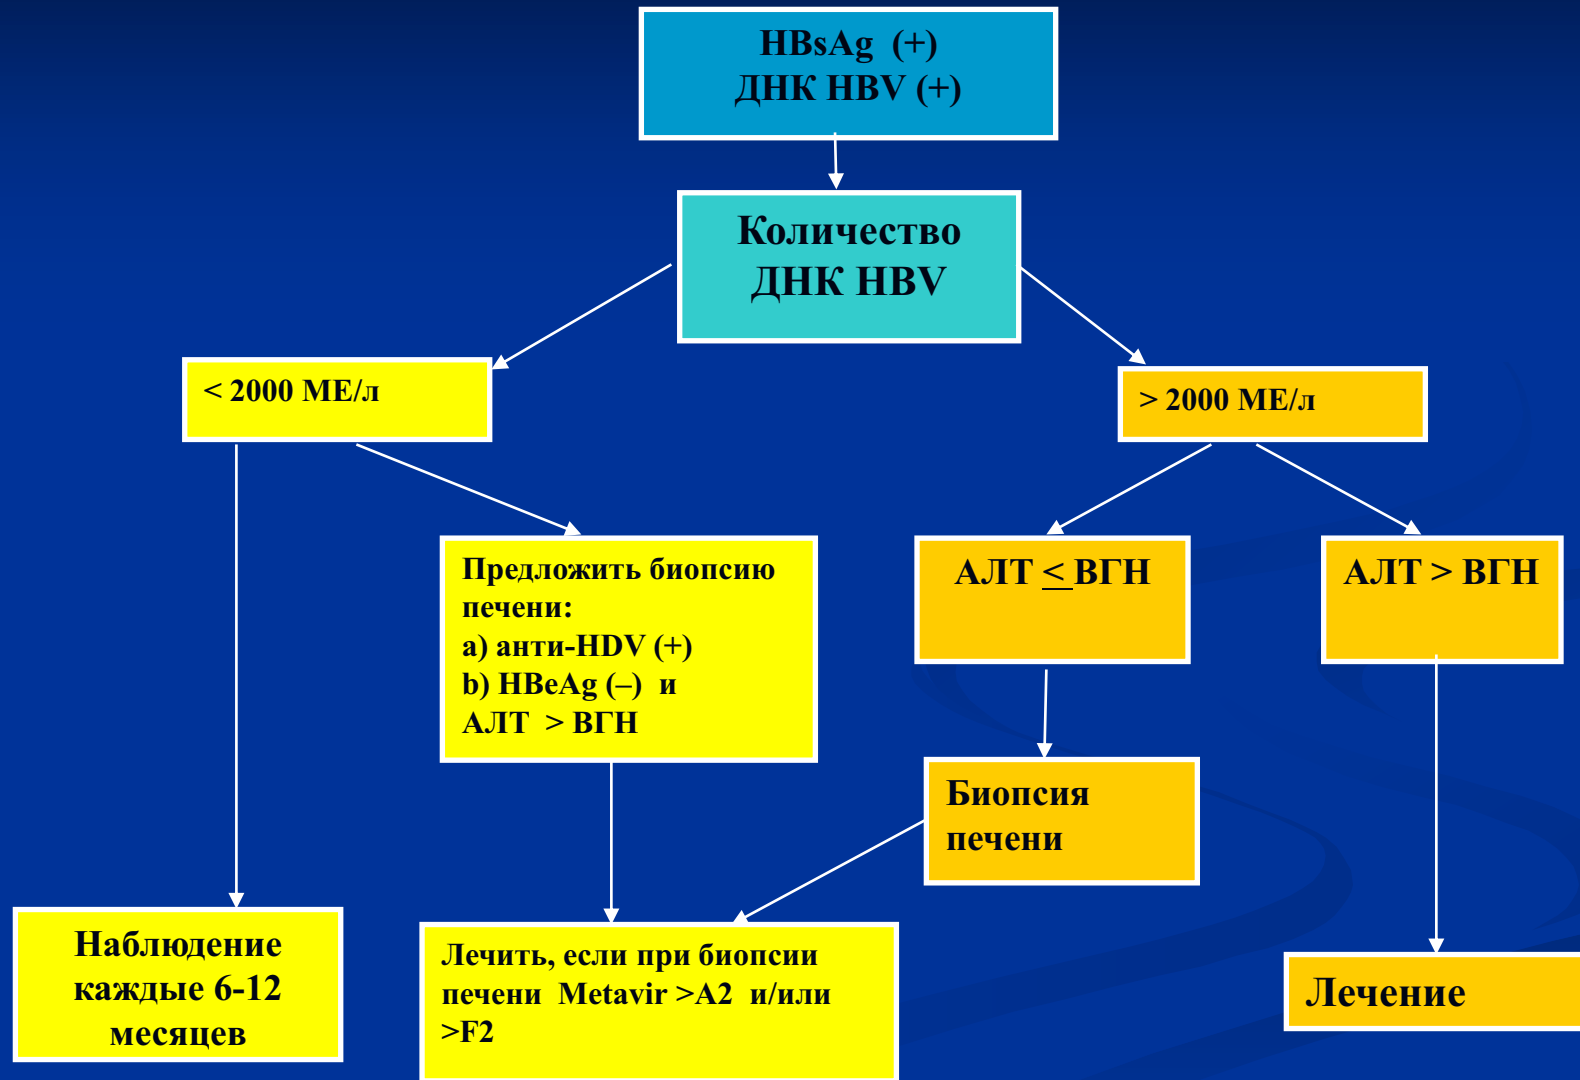 HBsAg (+)
ДНК HBV (+)
Количество
ДНК HBV
< 2000 МЕ/л
> 2000 МЕ/л
Предложить биопсию
печени:
a) анти-HDV (+)
b) HBeAg (–) и
АЛТ > ВГН
АЛТ < ВГН
АЛТ > ВГН
Биопсия
печени
Наблюдение
каждые 6-12
месяцев
Лечить, если при биопсии
печени Metavir >A2 и/или
>F2
Лечение